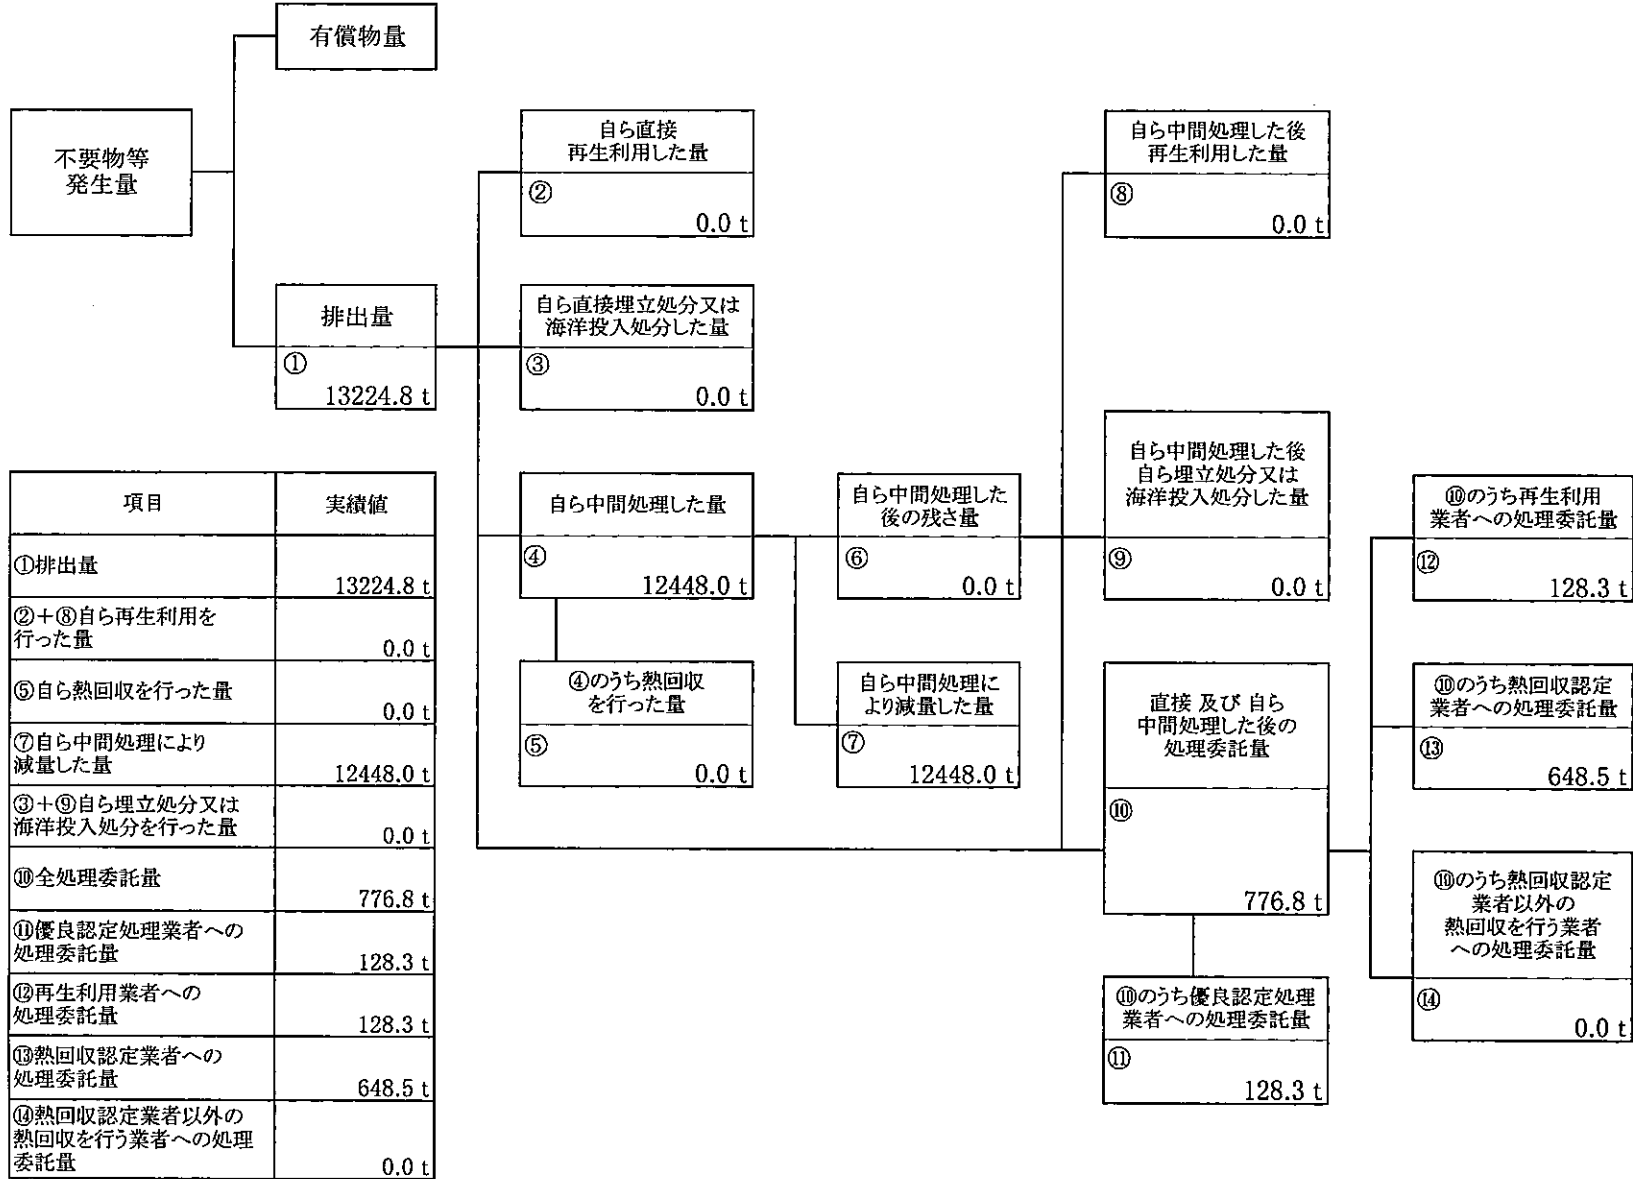 有償物量
不要物等
発生量
排出量
①
13224.8 t
自ら直接
再生利用した量
②
0.0 t
自ら直接埋立処分又は
海洋投入処分した量
③
0.0 t
自ら中間処理した量
④
12448.0 t
④のうち熱回収
を行った量
⑤
0.0 t
自ら中間処理した
後の残さ量
⑥
0.0 t
自ら中間処理に
より減量した量
⑦
12448.0 t
自ら中間処理した後
再生利用した量
⑧
0.0 t
自ら中間処理した後
自ら埋立処分又は
海洋投入処分した量
⑨
0.0 t
直接 及び 自ら
中間処理した後の
処理委託量
⑩
776.8 t
⑩のうち優良認定処理
業者への処理委託量
⑪
128.3 t
⑩のうち再生利用
業者への処理委託量
⑫
128.3 t
⑩のうち熱回収認定
業者への処理委託量
⑬
648.5 t
⑩のうち熱回収認定
業者以外の
熱回収を行う業者
への処理委託量
⑭
0.0 t
項目 実績値
①排出量
13224.8 t
②+⑧自ら再生利用を
行った量
0.0 t
⑤自ら熱回収を行った量
0.0 t
⑦自ら中間処理により
減量した量
12448.0 t
③+⑨自ら埋立処分又は
海洋投入処分を行った量
0.0 t
⑩全処理委託量
776.8 t
⑪優良認定処理業者への
処理委託量
128.3 t
⑫再生利用業者への
処理委託量
128.3 t
⑬熱回収認定業者への
処理委託量
648.5 t
⑭熱回収認定業者以外の
熱回収を行う業者への処理
委託量
0.0 t